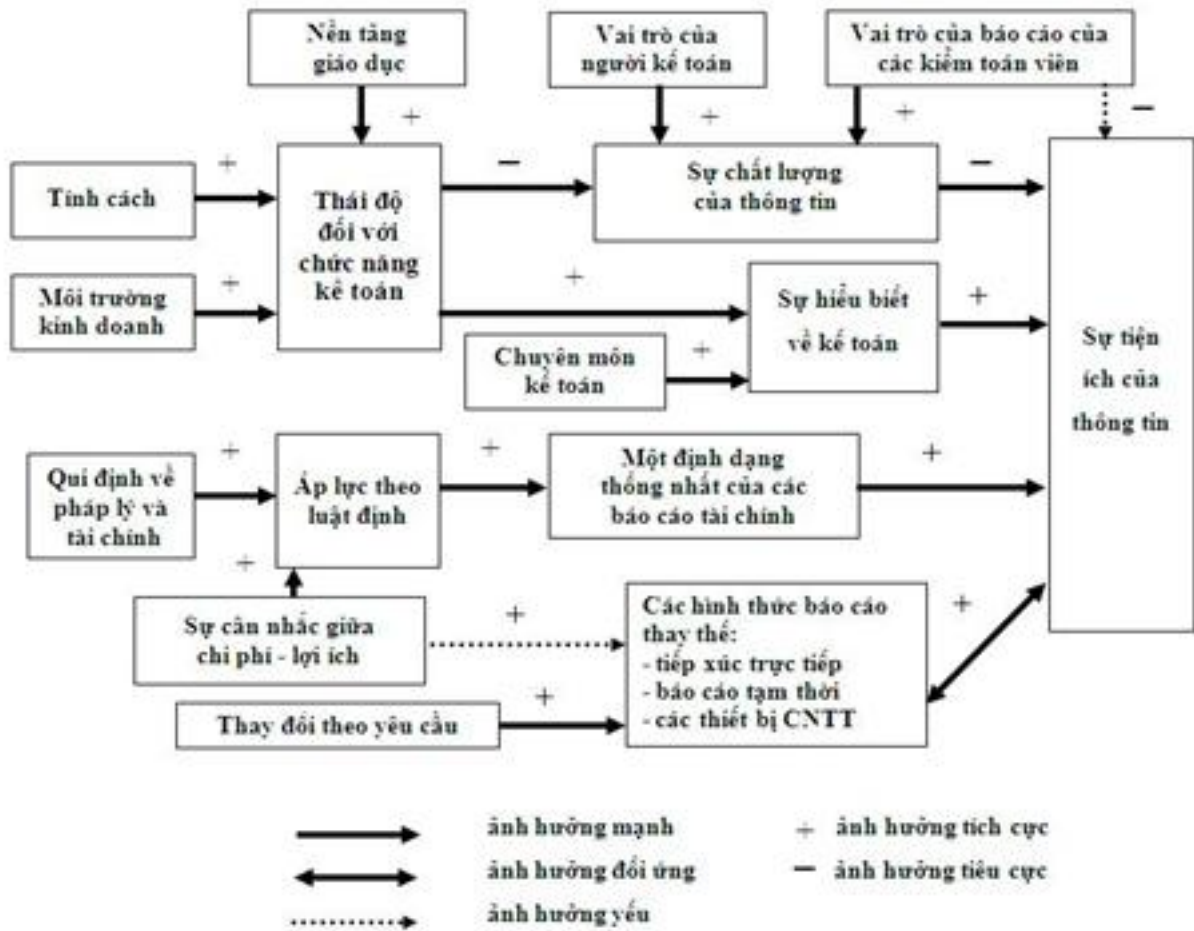 Nền tảng
giáo dục
Vai trò của
người kế toán
Vai trò của báo cáo của
các kiểm toán viên
+
+
+
−
Tính cách
+
Thái độ
đối với
chức năng
kế toán
−
Sự chất lượng
của thông tin
−
Môi trường
kinh doanh
+
+
Sự hiểu biết
về kế toán
+
Chuyên môn
kế toán
+
Sự tiện
ích của
thông tin
Qui định về
pháp lý và
tài chính
+
Áp lực theo
luật định
+
Một định dạng
thống nhất của các
báo cáo tài chính
+
+
Sự cân nhắc giữa
chi phí - lợi ích
+
Các hình thức báo cáo
thay thế:
- tiếp xúc trực tiếp
- báo cáo tạm thời
- các thiết bị CNTT
+
Thay đổi theo yêu cầu
+
ảnh hưởng mạnh
+ ảnh hưởng tích cực
ảnh hưởng đối ứng
− ảnh hưởng tiêu cực
ảnh hưởng yếu